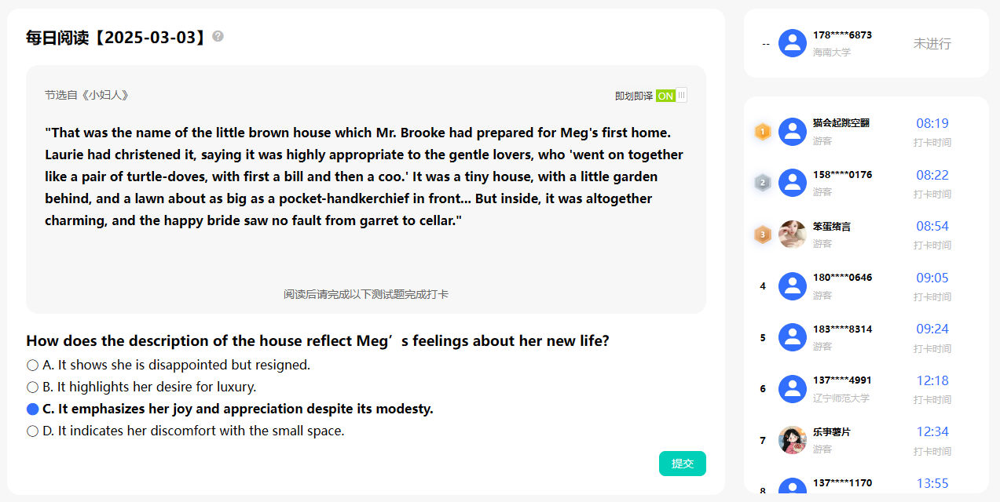 每日阅读【2025-03-03】
节选自《小妇人》
即划即译 ON
"That was the name of the little brown house which Mr. Brooke had prepared for Meg's first home.
Laurie had christened it, saying it was highly appropriate to the gentle lovers, who 'went on together
like a pair of turtle-doves, with first a bill and then a coo.' It was a tiny house, with a little garden
behind, and a lawn about as big as a pocket-handkerchief in front... But inside, it was altogether
charming, and the happy bride saw no fault from garret to cellar."
阅读后请完成以下测试题完成打卡
How does the description of the house reflect Meg’s feelings about her new life?
A. It shows she is disappointed but resigned.
B. It highlights her desire for luxury.
C. It emphasizes her joy and appreciation despite its modesty.
D. It indicates her discomfort with the small space.
提交
-- 178****6873 未进行
海南大学
1 猫会起跳空翻 08:19
游客 打卡时间
2 158****0176 08:22
游客 打卡时间
3 笨蛋绪言 08:54
游客 打卡时间
4 180****0646 09:05
游客 打卡时间
5 183****8314 09:24
游客 打卡时间
6 137****4991 12:18
辽宁师范大学 打卡时间
7 乐事薯片 12:34
游客 打卡时间
8 137****1170 13:55